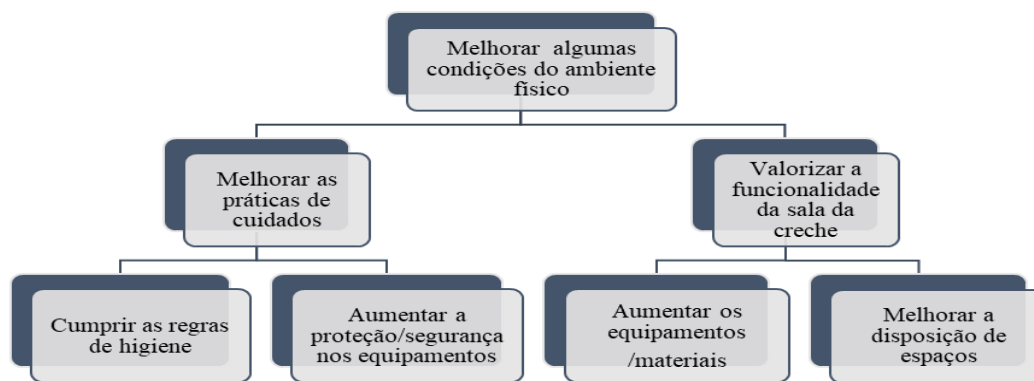 Melhorar algumas
condições do ambiente
físico
Melhorar as
práticas de
cuidados
Valorizar a
funcionalidade
da sala da
creche
Cumprir as regras
de higiene
Aumentar a
proteção/segurança
nos equipamentos
Aumentar os
equipamentos
/materiais
Melhorar a
disposição de
espaços